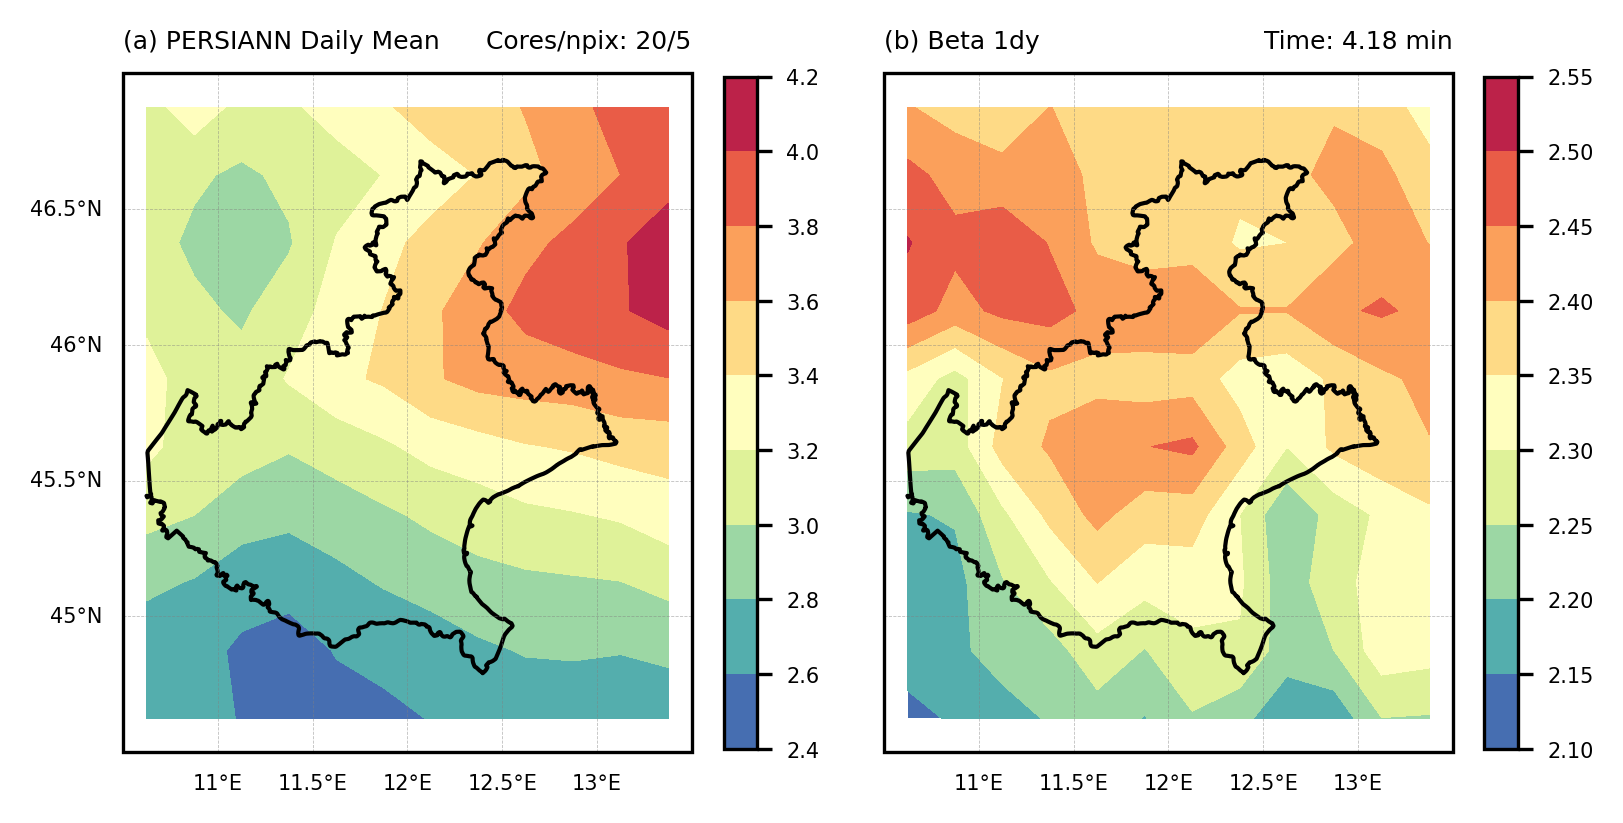 (a) PERSIANN Daily Mean Cores/npix: 20/5
46.5°N
46°N
45.5°N
45°N
11°E 11.5°E 12°E 12.5°E 13°E
4.2
4.0
3.8
3.6
3.4
3.2
3.0
2.8
2.6
2.4
(b) Beta 1dy Time: 4.18 min
11°E 11.5°E 12°E 12.5°E 13°E
2.55
2.50
2.45
2.40
2.35
2.30
2.25
2.20
2.15
2.10